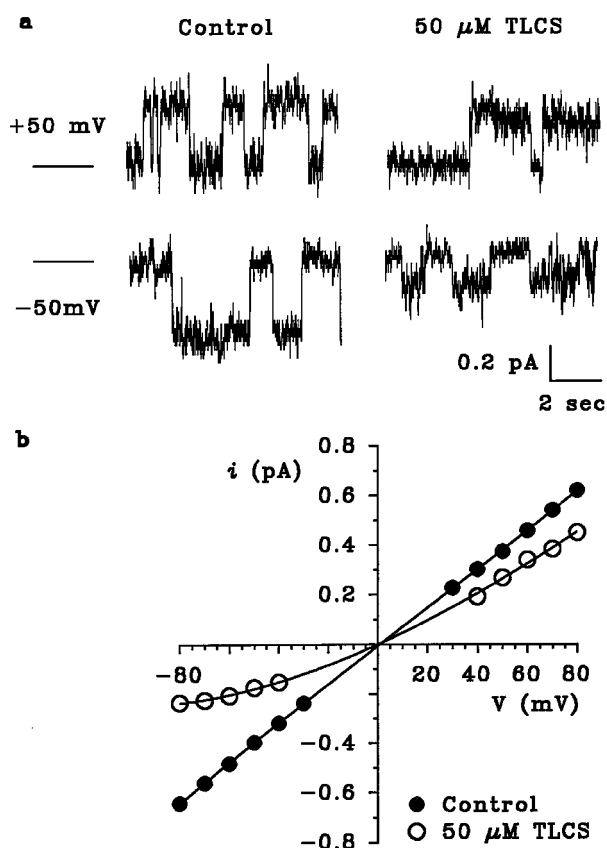 a
Control 50 μM TLCS
+50 mV
−50mV
0.2 pA
2 sec
b
i (pA)
0.8
0.6
0.4
0.2
−80
20 40 60 80
V (mV)
−0.4
−0.6
−0.8
Control
50 μM TLCS